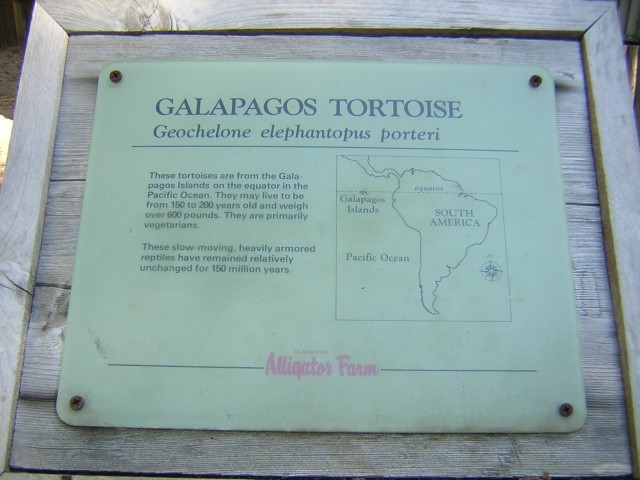 GALAPAGOS TORTOISE
Geochelone elephantopus porteri
These tortoises are from the Gala-
pagos Islands on the equator in the
Pacific Ocean. They may live to be
from 150 to 200 years old and weigh
over 600 pounds. They are primarily
vegetarians.
These slow-moving, heavily armored
reptiles have remained relatively
unchanged for 150 million years.
equator
Galapagos
Islands
SOUTH
AMERICA
Pacific Ocean
Alligator Farm